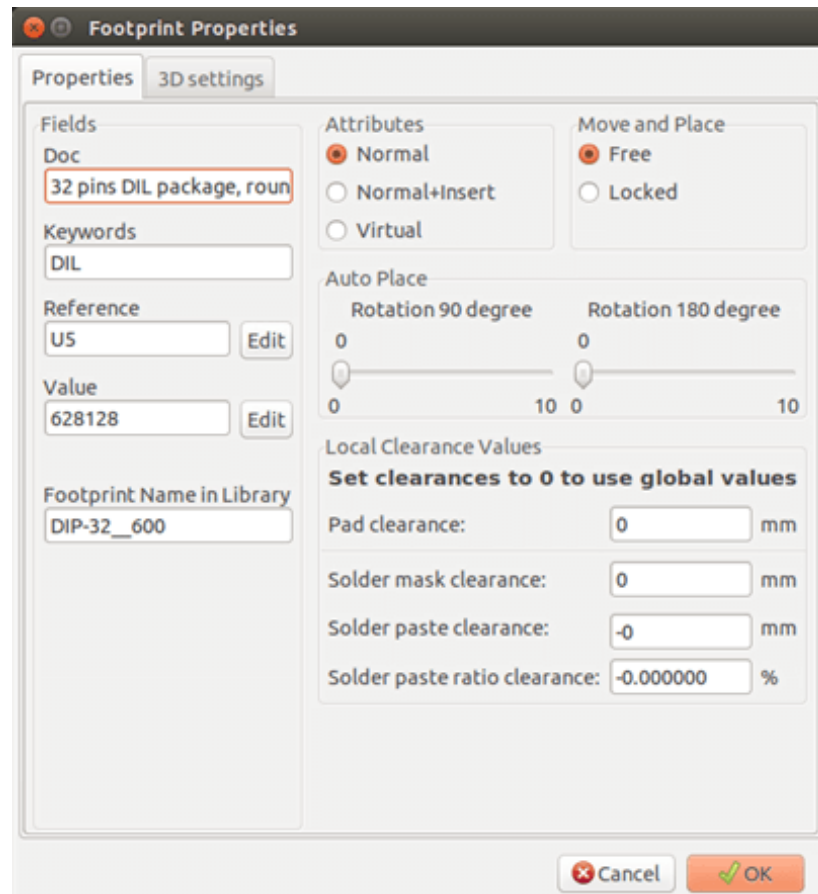 Footprint Properties
Properties
3D settings
Fields
Doc
32 pins DIL package, roun
Keywords
DIL
Reference
U5
Edit
Value
628128
Edit
Footprint Name in Library
DIP-32__600
Attributes
Normal
Normal+Insert
Virtual
Move and Place
Free
Locked
Auto Place
Rotation 90 degree
0
0 10
Rotation 180 degree
0
0 10
Local Clearance Values
Set clearances to 0 to use global values
Pad clearance: 0 mm
Solder mask clearance: 0 mm
Solder paste clearance: -0 mm
Solder paste ratio clearance: -0.000000 %
Cancel
OK